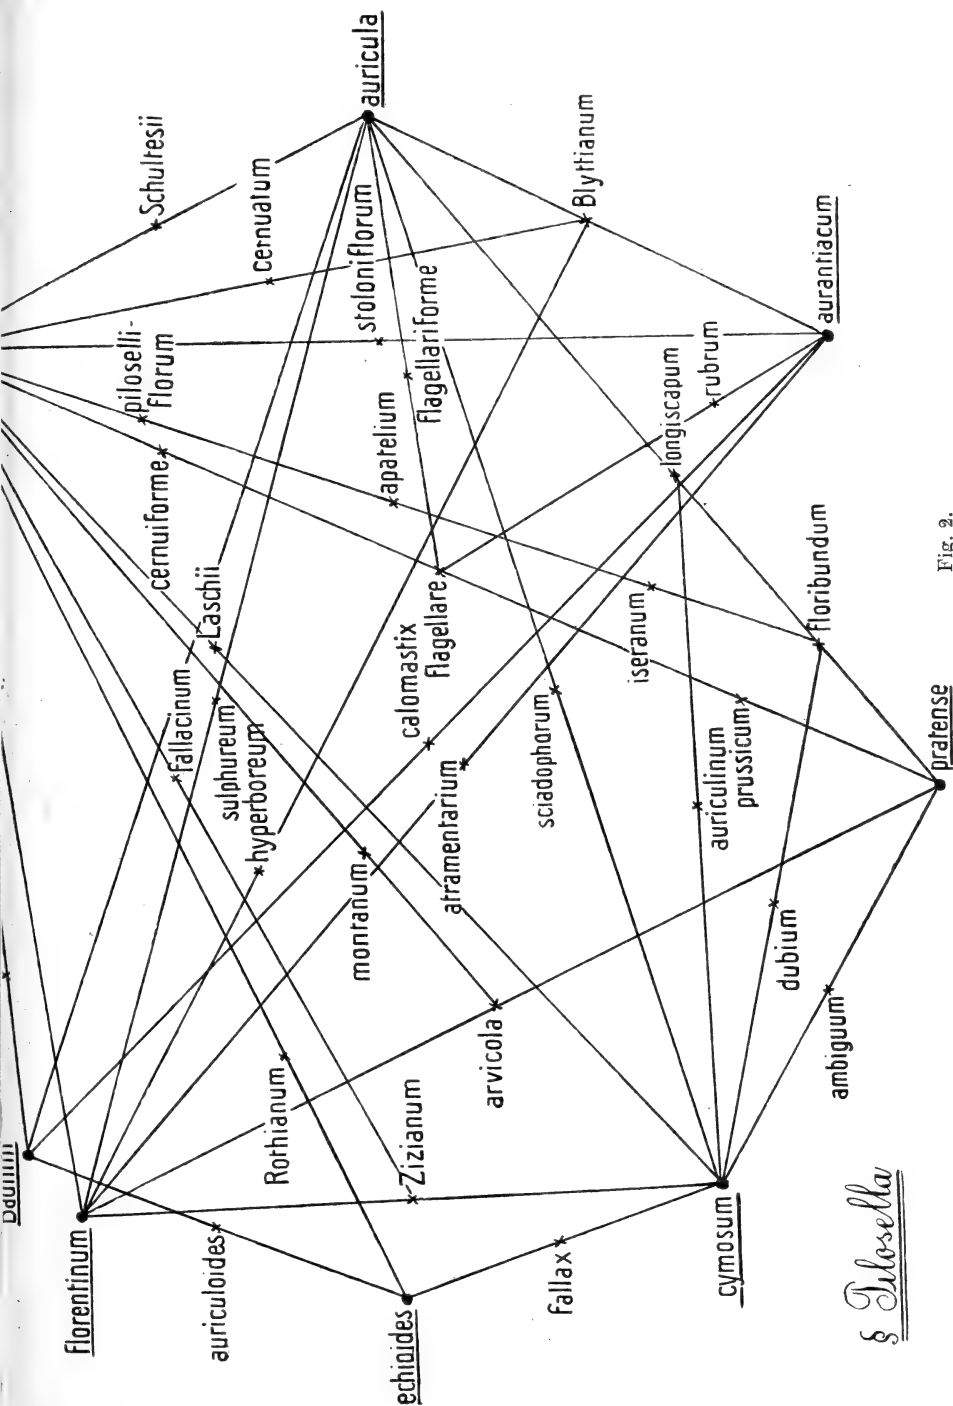 auricula
Schultesii
cernuatum
Blyttianum
stoloniflorum
flagellariforme
aurantiacum
piloselli-
florum
rubrum
longiscapum
apatelium
cernuiforme
Laschii
floribundum
calomastix
flagellare
iseranum
fallacinum
sulphureum
hyperboreum
sciadophorum
atramentarium
auriculinum
prussicum
pratense
montanum
dubium
ambiguum
arvicola
Rothianum
Zizianum
florentinum
auriculoides
fallax
cymosum
echioides
§ Pilosella
Fig. 2.